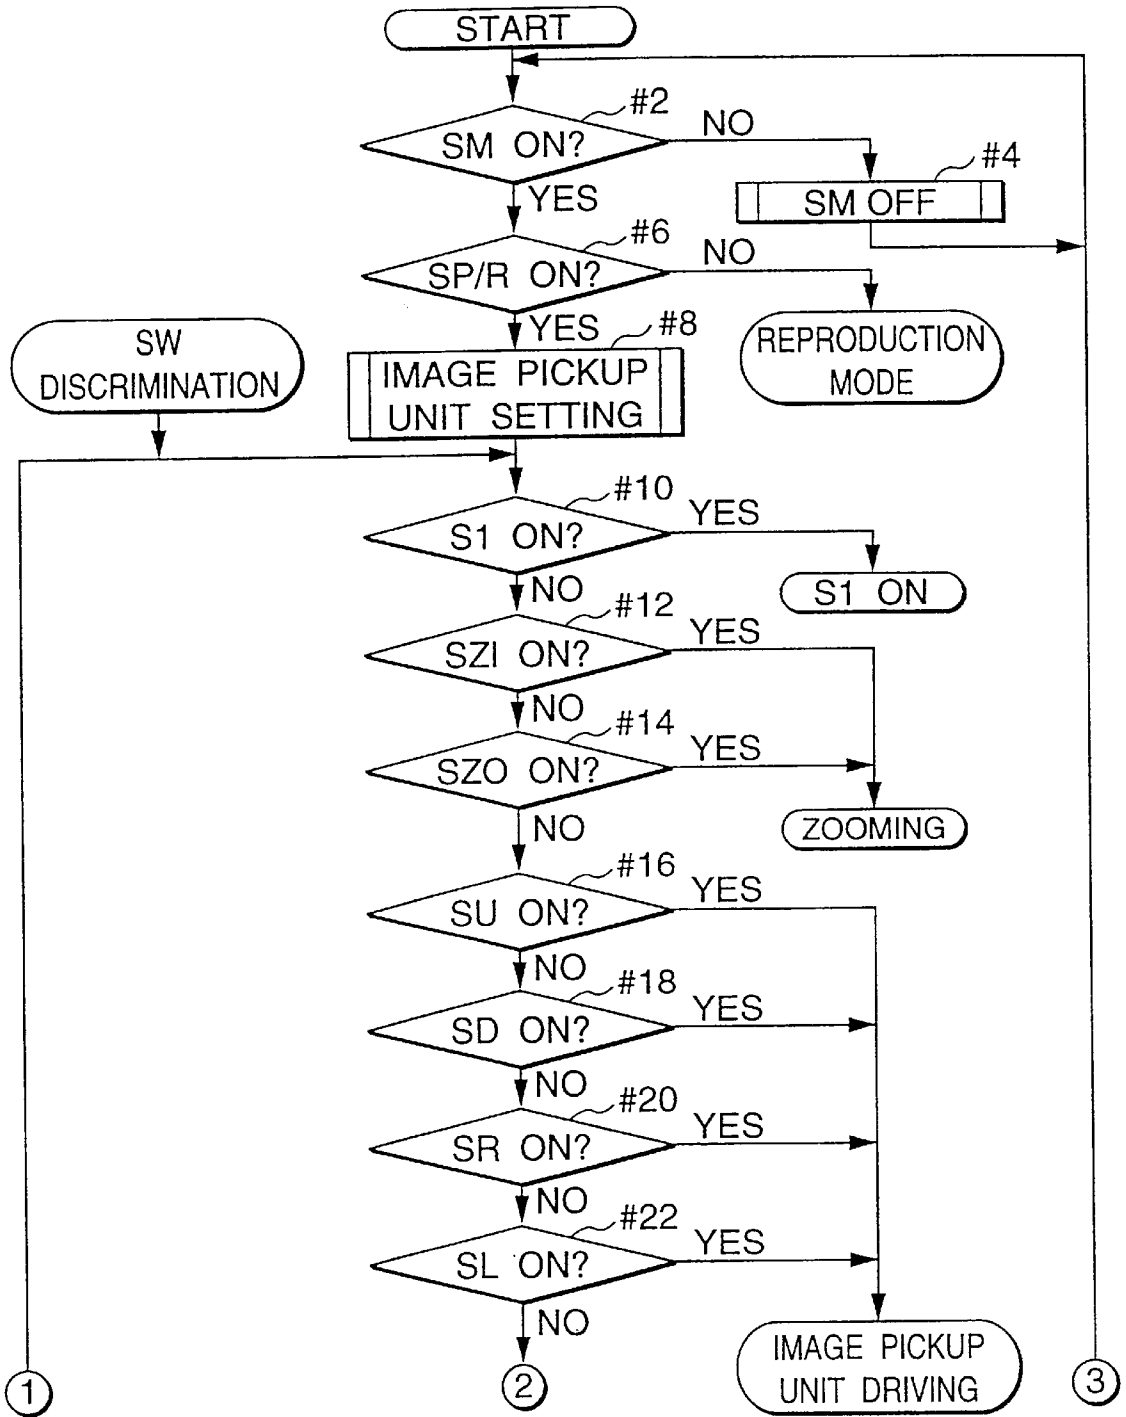 START
#2
SM ON?
NO
YES
#4
SM OFF
#6
SP/R ON?
NO
YES
REPRODUCTION
MODE
SW
DISCRIMINATION
#8
IMAGE PICKUP
UNIT SETTING
#10
S1 ON?
YES
NO
S1 ON
#12
SZI ON?
YES
NO
#14
SZO ON?
YES
NO
ZOOMING
#16
SU ON?
YES
NO
#18
SD ON?
YES
NO
#20
SR ON?
YES
NO
#22
SL ON?
YES
NO
IMAGE PICKUP
UNIT DRIVING
1
2
3